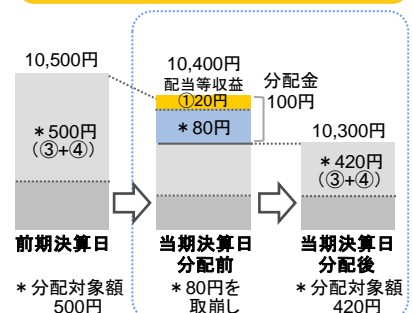 10,500円
＊500円
（③+④）
前期決算日
＊分配対象額
500円
10,400円
配当等収益
①20円
＊80円
分配金
100円
当期決算日
分配前
＊80円を
取崩し
10,300円
＊420円
（③+④）
当期決算日
分配後
＊分配対象額
420円